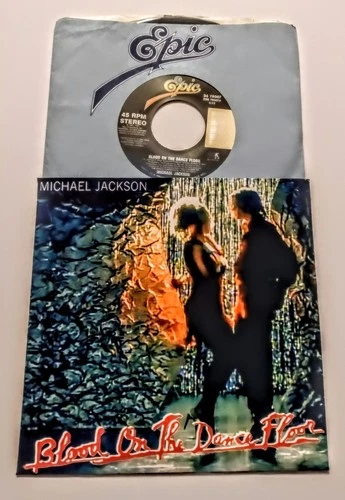 Epic
Epic
45 RPM
STEREO
BLOOD ON THE DANCE FLOOR
MICHAEL JACKSON
MICHAEL JACKSON
Blood On The Dance Floor